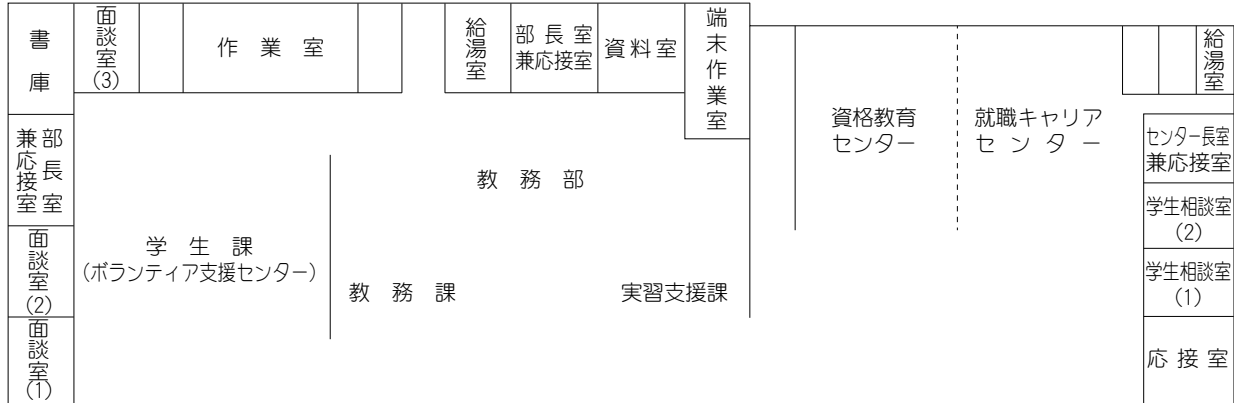 書庫
面談室
(3)
作業室
給湯室
部長室
兼応接室
資料室
端末作業室
給湯室
部長室
兼応接室
資格教育
センター
就職キャリア
センター
センター長室
兼応接室
教務部
学生相談室
(2)
面談室
(2)
学生課
(ボランティア支援センター)
教務課
実習支援課
学生相談室
(1)
面談室
(1)
応接室